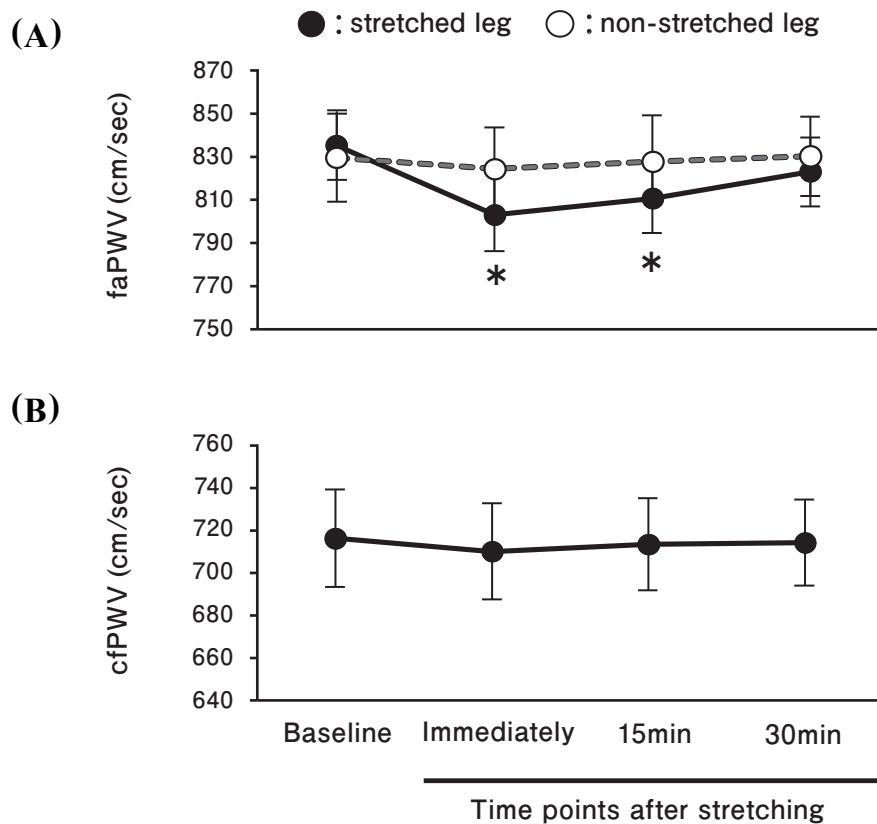 ● : stretched leg ○ : non-stretched leg
(A)
faPWV (cm/sec)
870
850
830
810
790
770
750
*
*
(B)
cfPWV (cm/sec)
760
740
720
700
680
660
640
Baseline Immediately 15min 30min
Time points after stretching